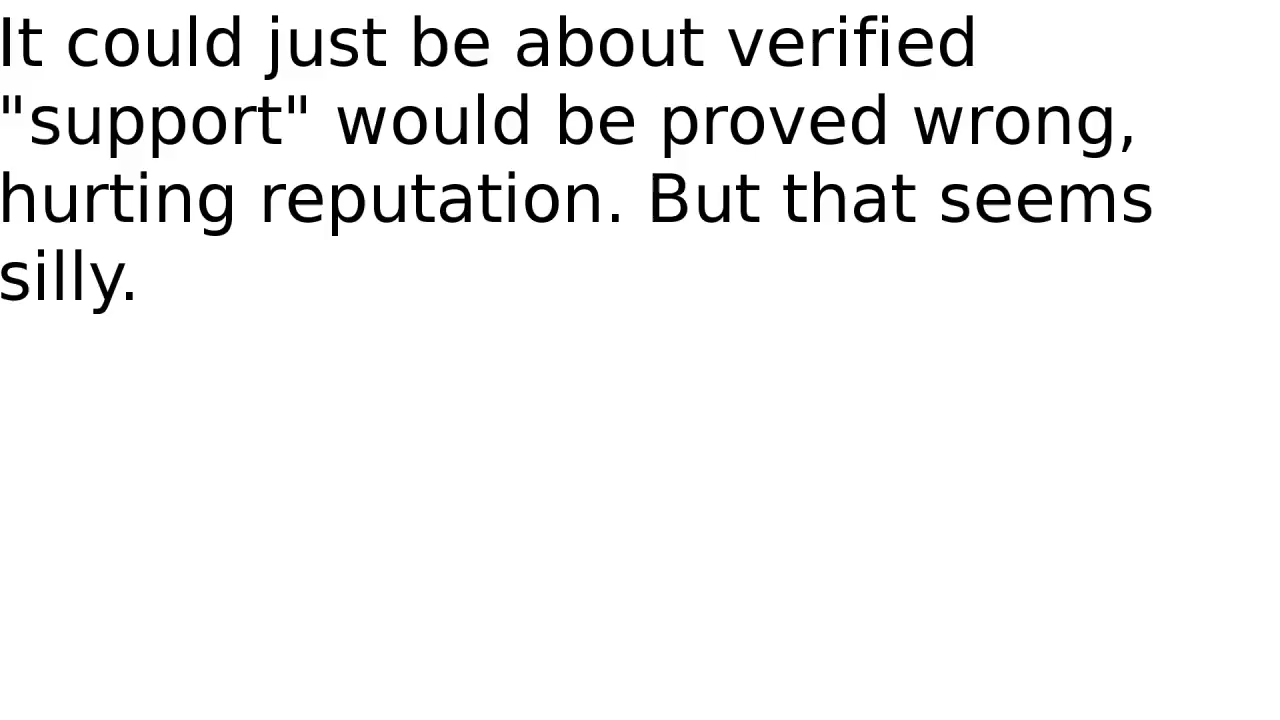 It could just be about verified
"support" would be proved wrong,
hurting reputation. But that seems
silly.